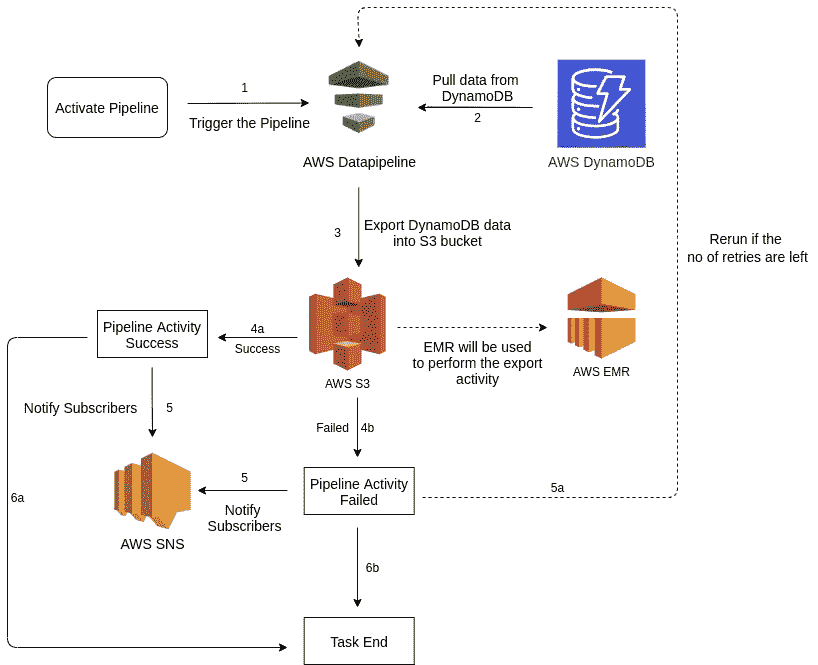 Activate Pipeline
1
Trigger the Pipeline
AWS Datapipeline
Pull data from
DynamoDB
2
AWS DynamoDB
3
Export DynamoDB data
into S3 bucket
Rerun if the
no of retries are left
Pipeline Activity
Success
4a
Success
AWS S3
EMR will be used
to perform the export
activity
AWS EMR
Notify Subscribers
5
Failed
4b
6a
AWS SNS
5
Notify
Subscribers
Pipeline Activity
Failed
5a
6b
Task End